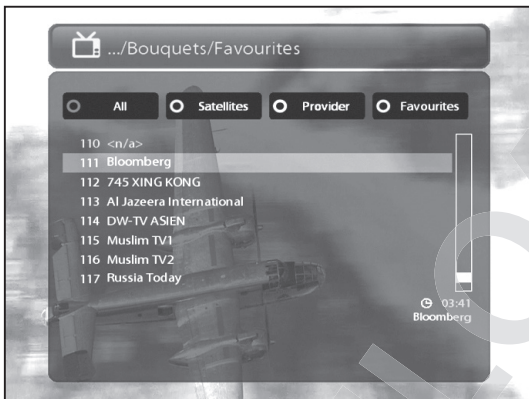 .../Bouquets/Favourites
All Satellites Provider Favourites
110 <n/a>
111 Bloomberg
112 745 XING KONG
113 Al Jazeera International
114 DW-TV ASIEN
115 Muslim TV1
116 Muslim TV2
117 Russia Today
03:41
Bloomberg